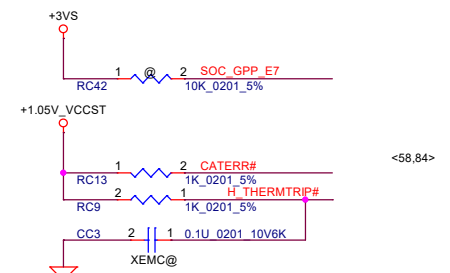 +3VS
1 @ 2 SOC_GPP_E7
RC42 10K_0201_5%
+1.05V_VCCST
<58,84>
1 2 CATERR#
RC13 1K_0201_5%
2 1 H_THERMTRIP#
RC9 1K_0201_5%
CC3 2 1 0.1U_0201_10V6K
XEMC@